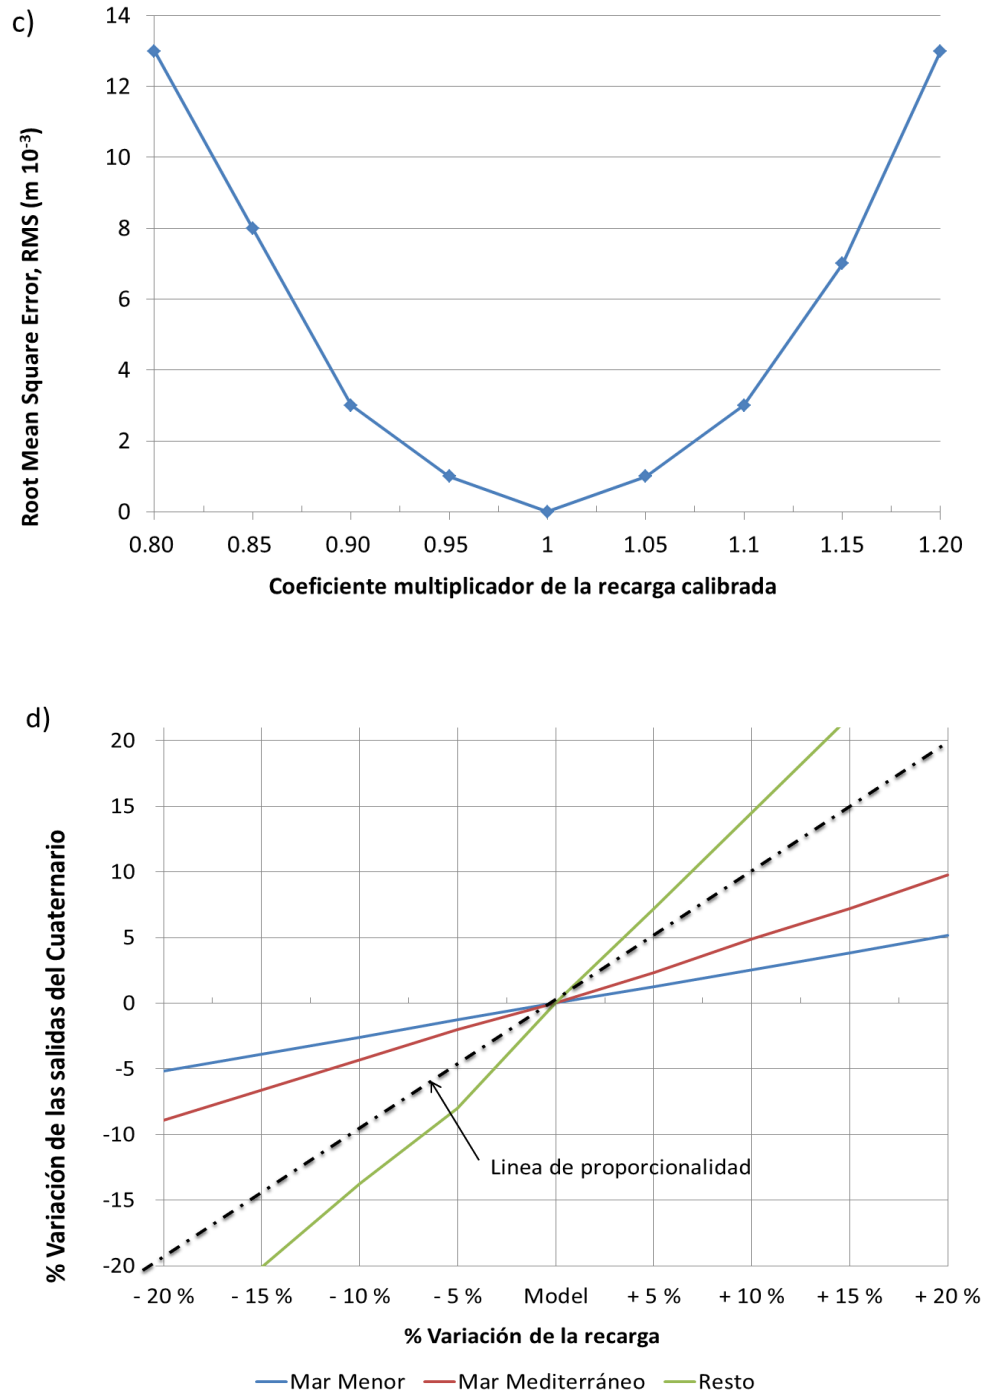 c)
Root Mean Square Error, RMS (m 10⁻³)
14
12
10
8
6
4
2
0
0.80 0.85 0.90 0.95 1 1.05 1.1 1.15 1.20
Coeficiente multiplicador de la recarga calibrada
d)
% Variación de las salidas del Cuaternario
20
15
10
5
0
-5
-10
-15
-20
Linea de proporcionalidad
- 20 % - 15 % - 10 % - 5 % Model + 5 % + 10 % + 15 % + 20 %
% Variación de la recarga
Mar Menor Mar Mediterráneo Resto